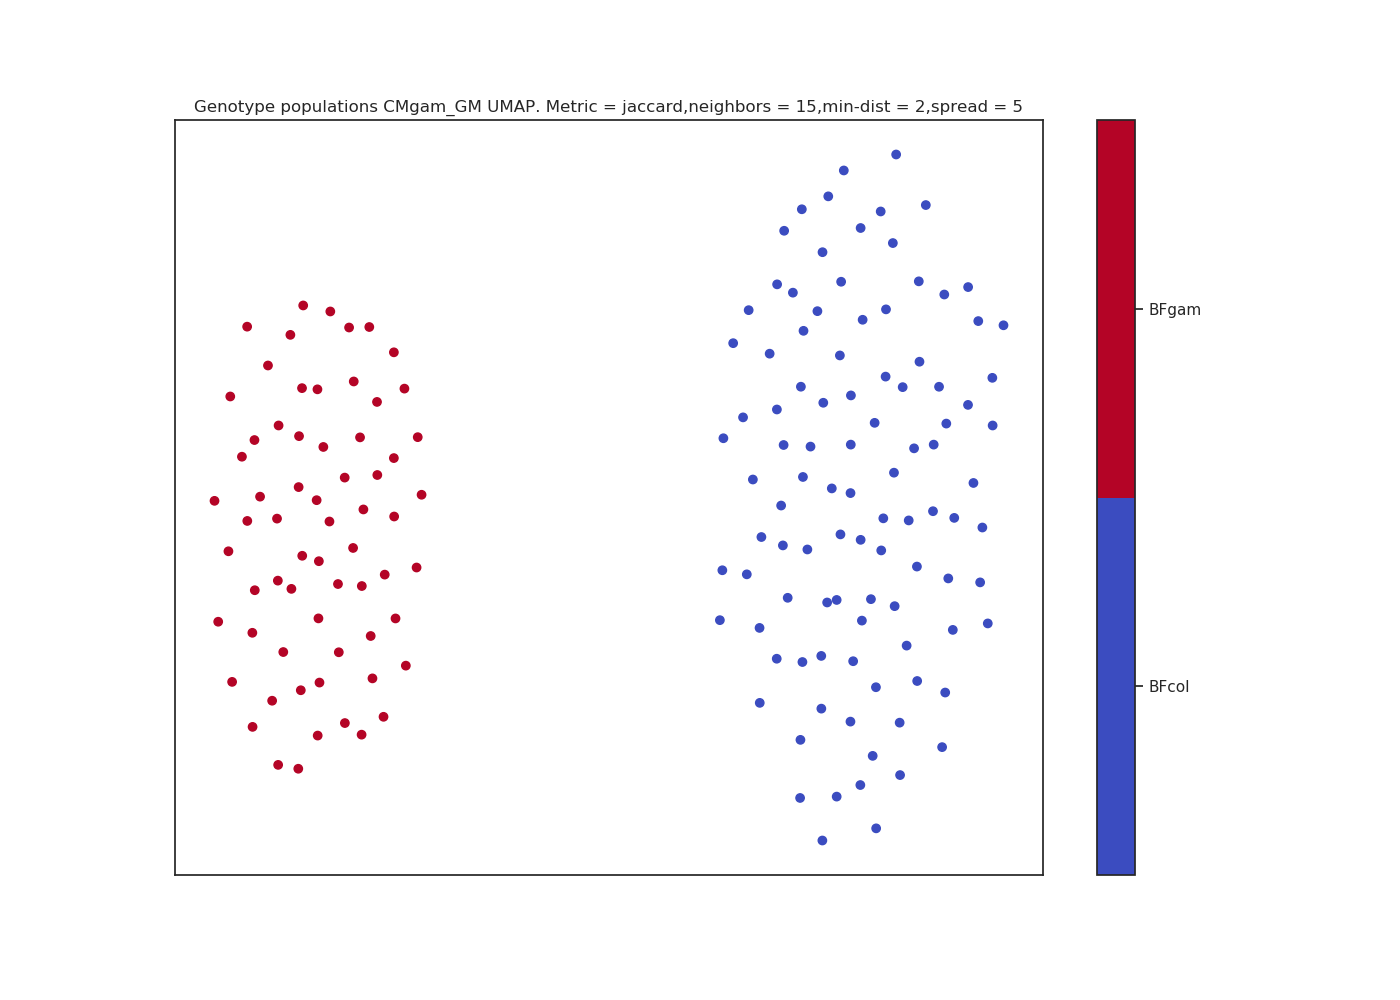 Genotype populations CMgam_GM UMAP. Metric = jaccard,neighbors = 15,min-dist = 2,spread = 5
BFgam
BFcol